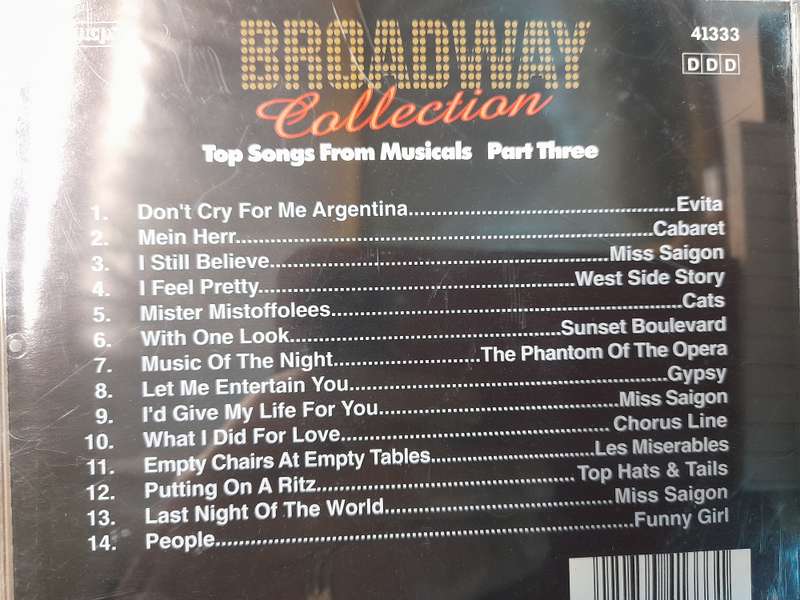 BROADWAY 41333
Collection DDD
Top Songs From Musicals Part Three
1. Don't Cry For Me Argentina................................................Evita
2. Mein Herr..........................................................................Cabaret
3. I Still Believe............................................................Miss Saigon
4. I Feel Pretty........................................................West Side Story
5. Mister Mistoffolees...............................................................Cats
6. With One Look................................................Sunset Boulevard
7. Music Of The Night..........................The Phantom Of The Opera
8. Let Me Entertain You........................................................Gypsy
9. I'd Give My Life For You..........................................Miss Saigon
10. What I Did For Love............................................... Chorus Line
11. Empty Chairs At Empty Tables...........................Les Miserables
12. Putting On A Ritz..............................................Top Hats & Tails
13. Last Night Of The World........................................Miss Saigon
14. People..........................................................................Funny Girl